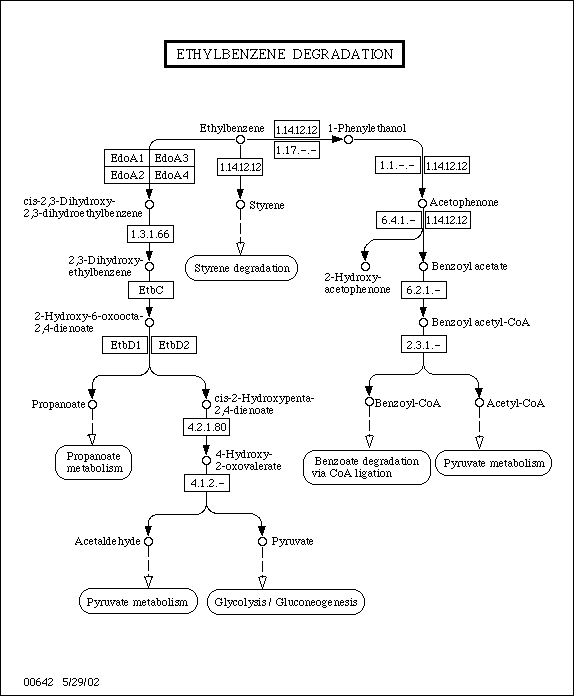 ETHYLBENZENE DEGRADATION
Ethylbenzene
1.14.12.12
1-Phenylethanol
1.17.-.-
EdoA1
EdoA3
EdoA2
EdoA4
1.14.12.12
1.1.-.-
1.14.12.12
cis-2,3-Dihydroxy-
2,3-dihydroethylbenzene
Styrene
Acetophenone
6.4.1.-
1.14.12.12
1.3.1.66
2,3-Dihydroxy-
ethylbenzene
Styrene degradation
2-Hydroxy-
acetophenone
Benzoyl acetate
EtbC
6.2.1.-
2-Hydroxy-6-oxoocta-
2,4-dienoate
Benzoyl acetyl-CoA
EtbD1
EtbD2
2.3.1.-
Propanoate
cis-2-Hydroxypenta-
2,4-dienoate
Benzoyl-CoA
Acetyl-CoA
4.2.1.80
Propanoate
metabolism
4-Hydroxy-
2-oxovalerate
Benzoate degradation
via CoA ligation
Pyruvate metabolism
4.1.2.-
Acetaldehyde
Pyruvate
Pyruvate metabolism
Glycolysis / Gluconeogenesis
00642 5/29/02